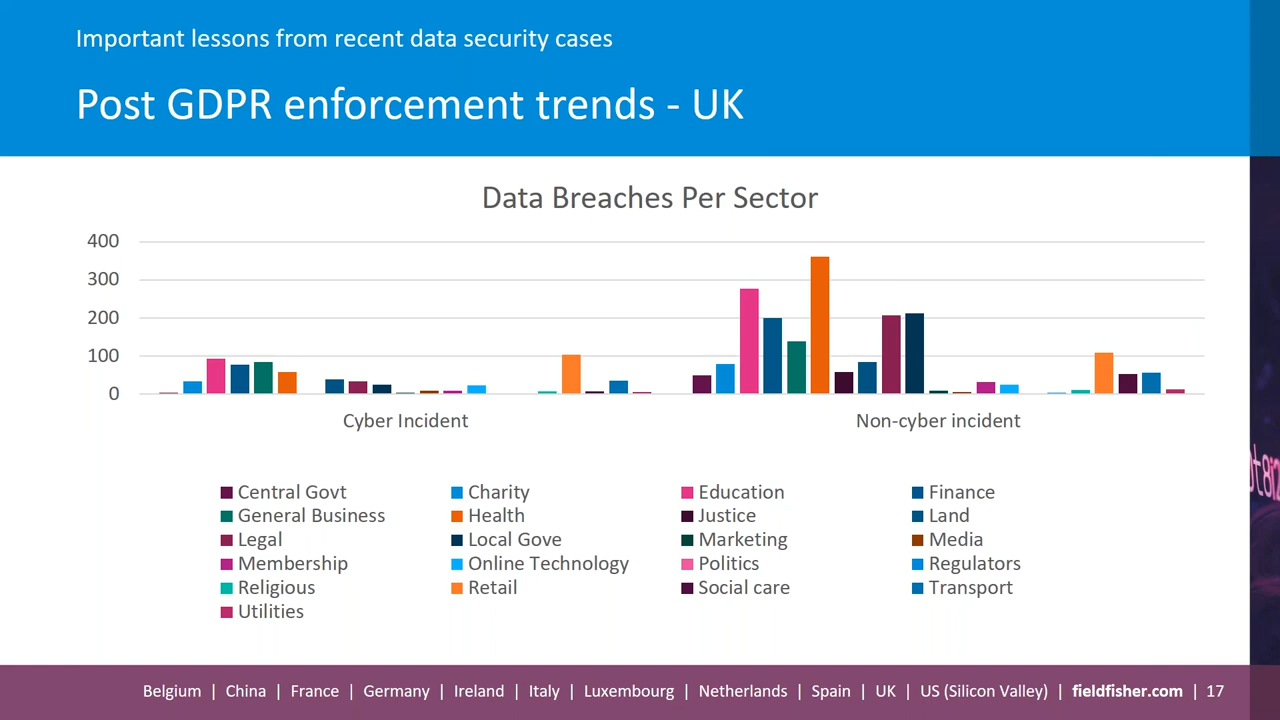 Important lessons from recent data security cases
Post GDPR enforcement trends - UK
Data Breaches Per Sector
400
300
200
100
0
Cyber Incident
Non-cyber incident
Central Govt
Charity
Education
Finance
General Business
Health
Justice
Land
Legal
Local Gove
Marketing
Media
Membership
Online Technology
Politics
Regulators
Religious
Retail
Social care
Transport
Utilities
Belgium | China | France | Germany | Ireland | Italy | Luxembourg | Netherlands | Spain | UK | US (Silicon Valley) | fieldfisher.com | 17